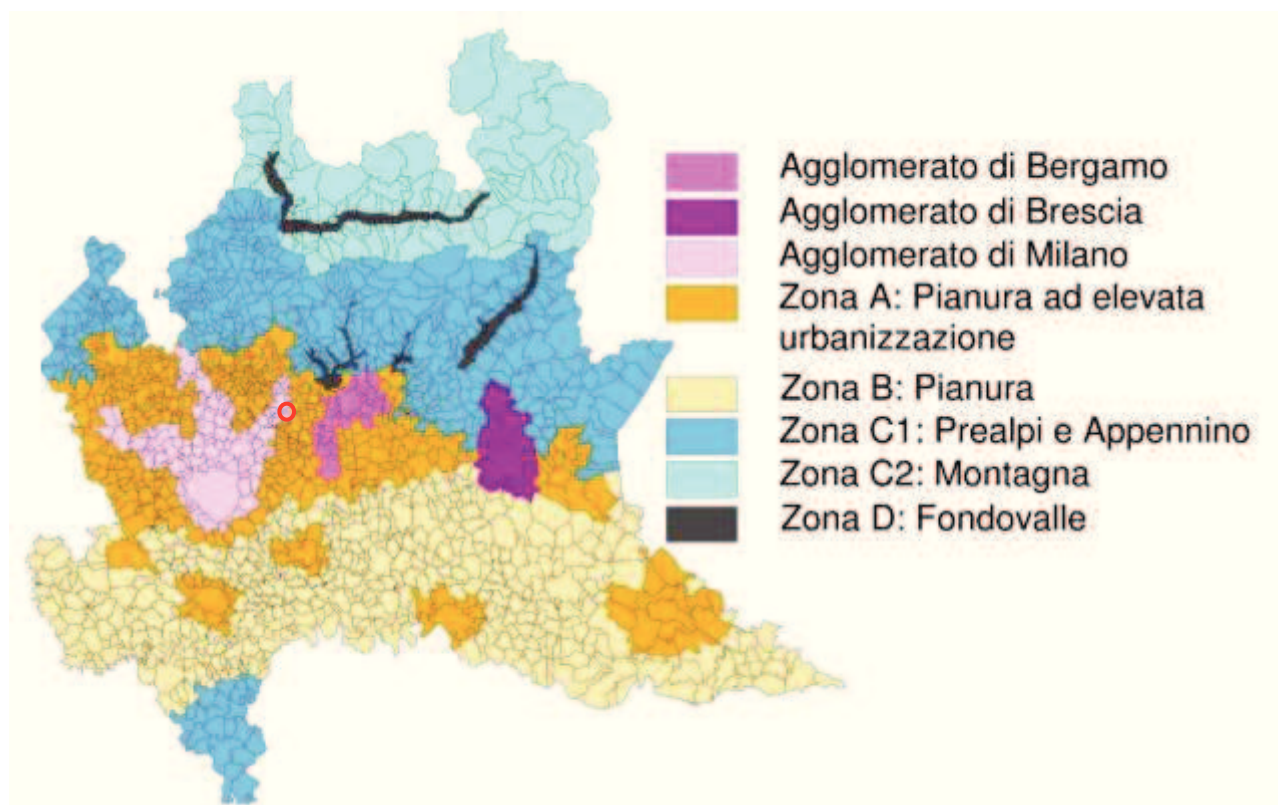 Agglomerato di Bergamo
Agglomerato di Brescia
Agglomerato di Milano
Zona A: Pianura ad elevata
urbanizzazione
Zona B: Pianura
Zona C1: Prealpi e Appennino
Zona C2: Montagna
Zona D: Fondovalle